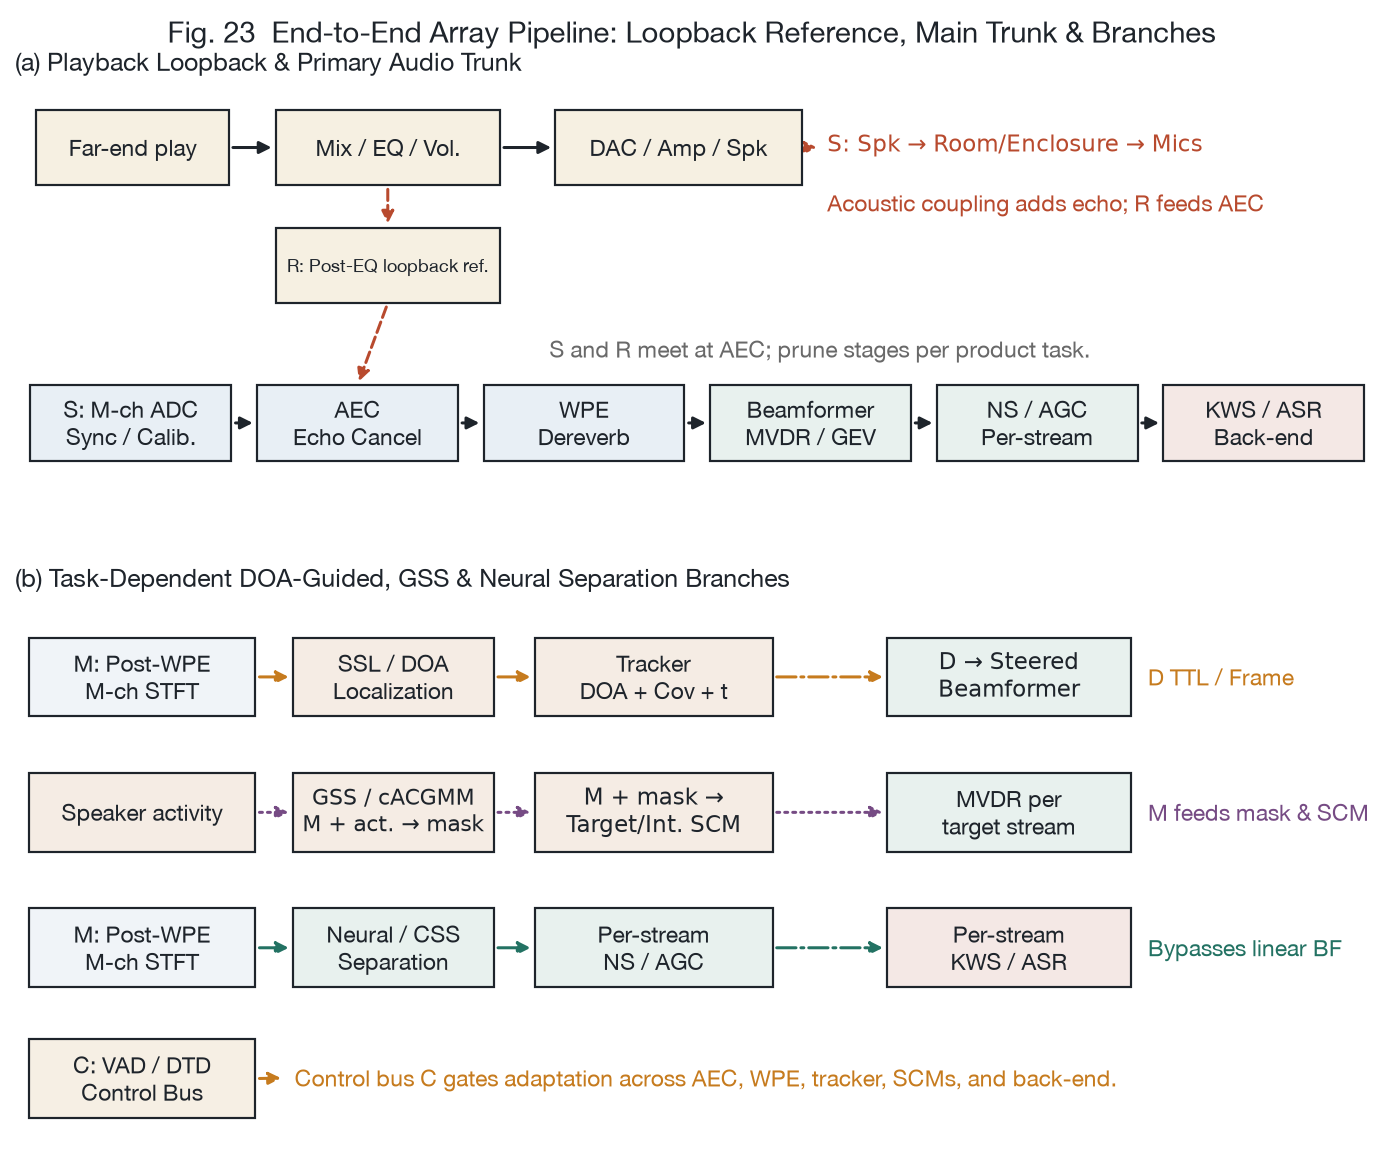 Fig. 23 End-to-End Array Pipeline: Loopback Reference, Main Trunk & Branches
(a) Playback Loopback & Primary Audio Trunk
Far-end play
Mix / EQ / Vol.
DAC / Amp / Spk
S: Spk → Room/Enclosure → Mics
Acoustic coupling adds echo; R feeds AEC
R: Post-EQ loopback ref.
S and R meet at AEC; prune stages per product task.
S: M-ch ADC
Sync / Calib.
AEC
Echo Cancel
WPE
Dereverb
Beamformer
MVDR / GEV
NS / AGC
Per-stream
KWS / ASR
Back-end
(b) Task-Dependent DOA-Guided, GSS & Neural Separation Branches
M: Post-WPE
M-ch STFT
SSL / DOA
Localization
Tracker
DOA + Cov + t
D → Steered
Beamformer
D TTL / Frame
Speaker activity
GSS / cACGMM
M + act. → mask
M + mask →
Target/Int. SCM
MVDR per
target stream
M feeds mask & SCM
M: Post-WPE
M-ch STFT
Neural / CSS
Separation
Per-stream
NS / AGC
Per-stream
KWS / ASR
Bypasses linear BF
C: VAD / DTD
Control Bus
Control bus C gates adaptation across AEC, WPE, tracker, SCMs, and back-end.